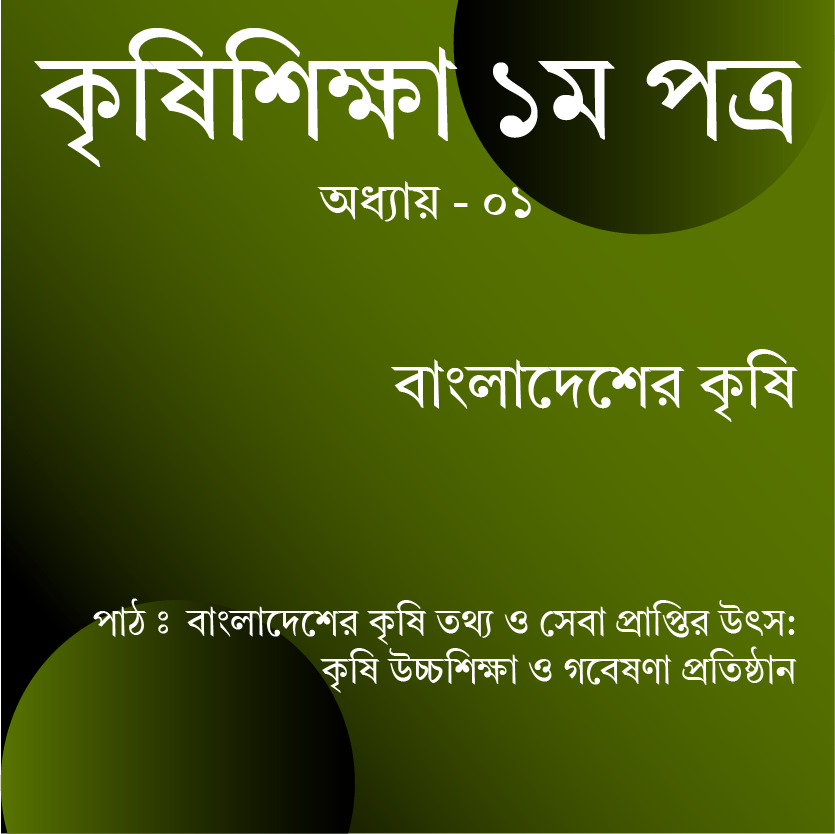 কৃষিশিক্ষা ১ম পত্র
অধ্যায় - ০১
বাংলাদেশের কৃষি
পাঠ ঃ বাংলাদেশের কৃষি তথ্য ও সেবা প্রাপ্তির উৎস:
কৃষি উচ্চশিক্ষা ও গবেষণা প্রতিষ্ঠান